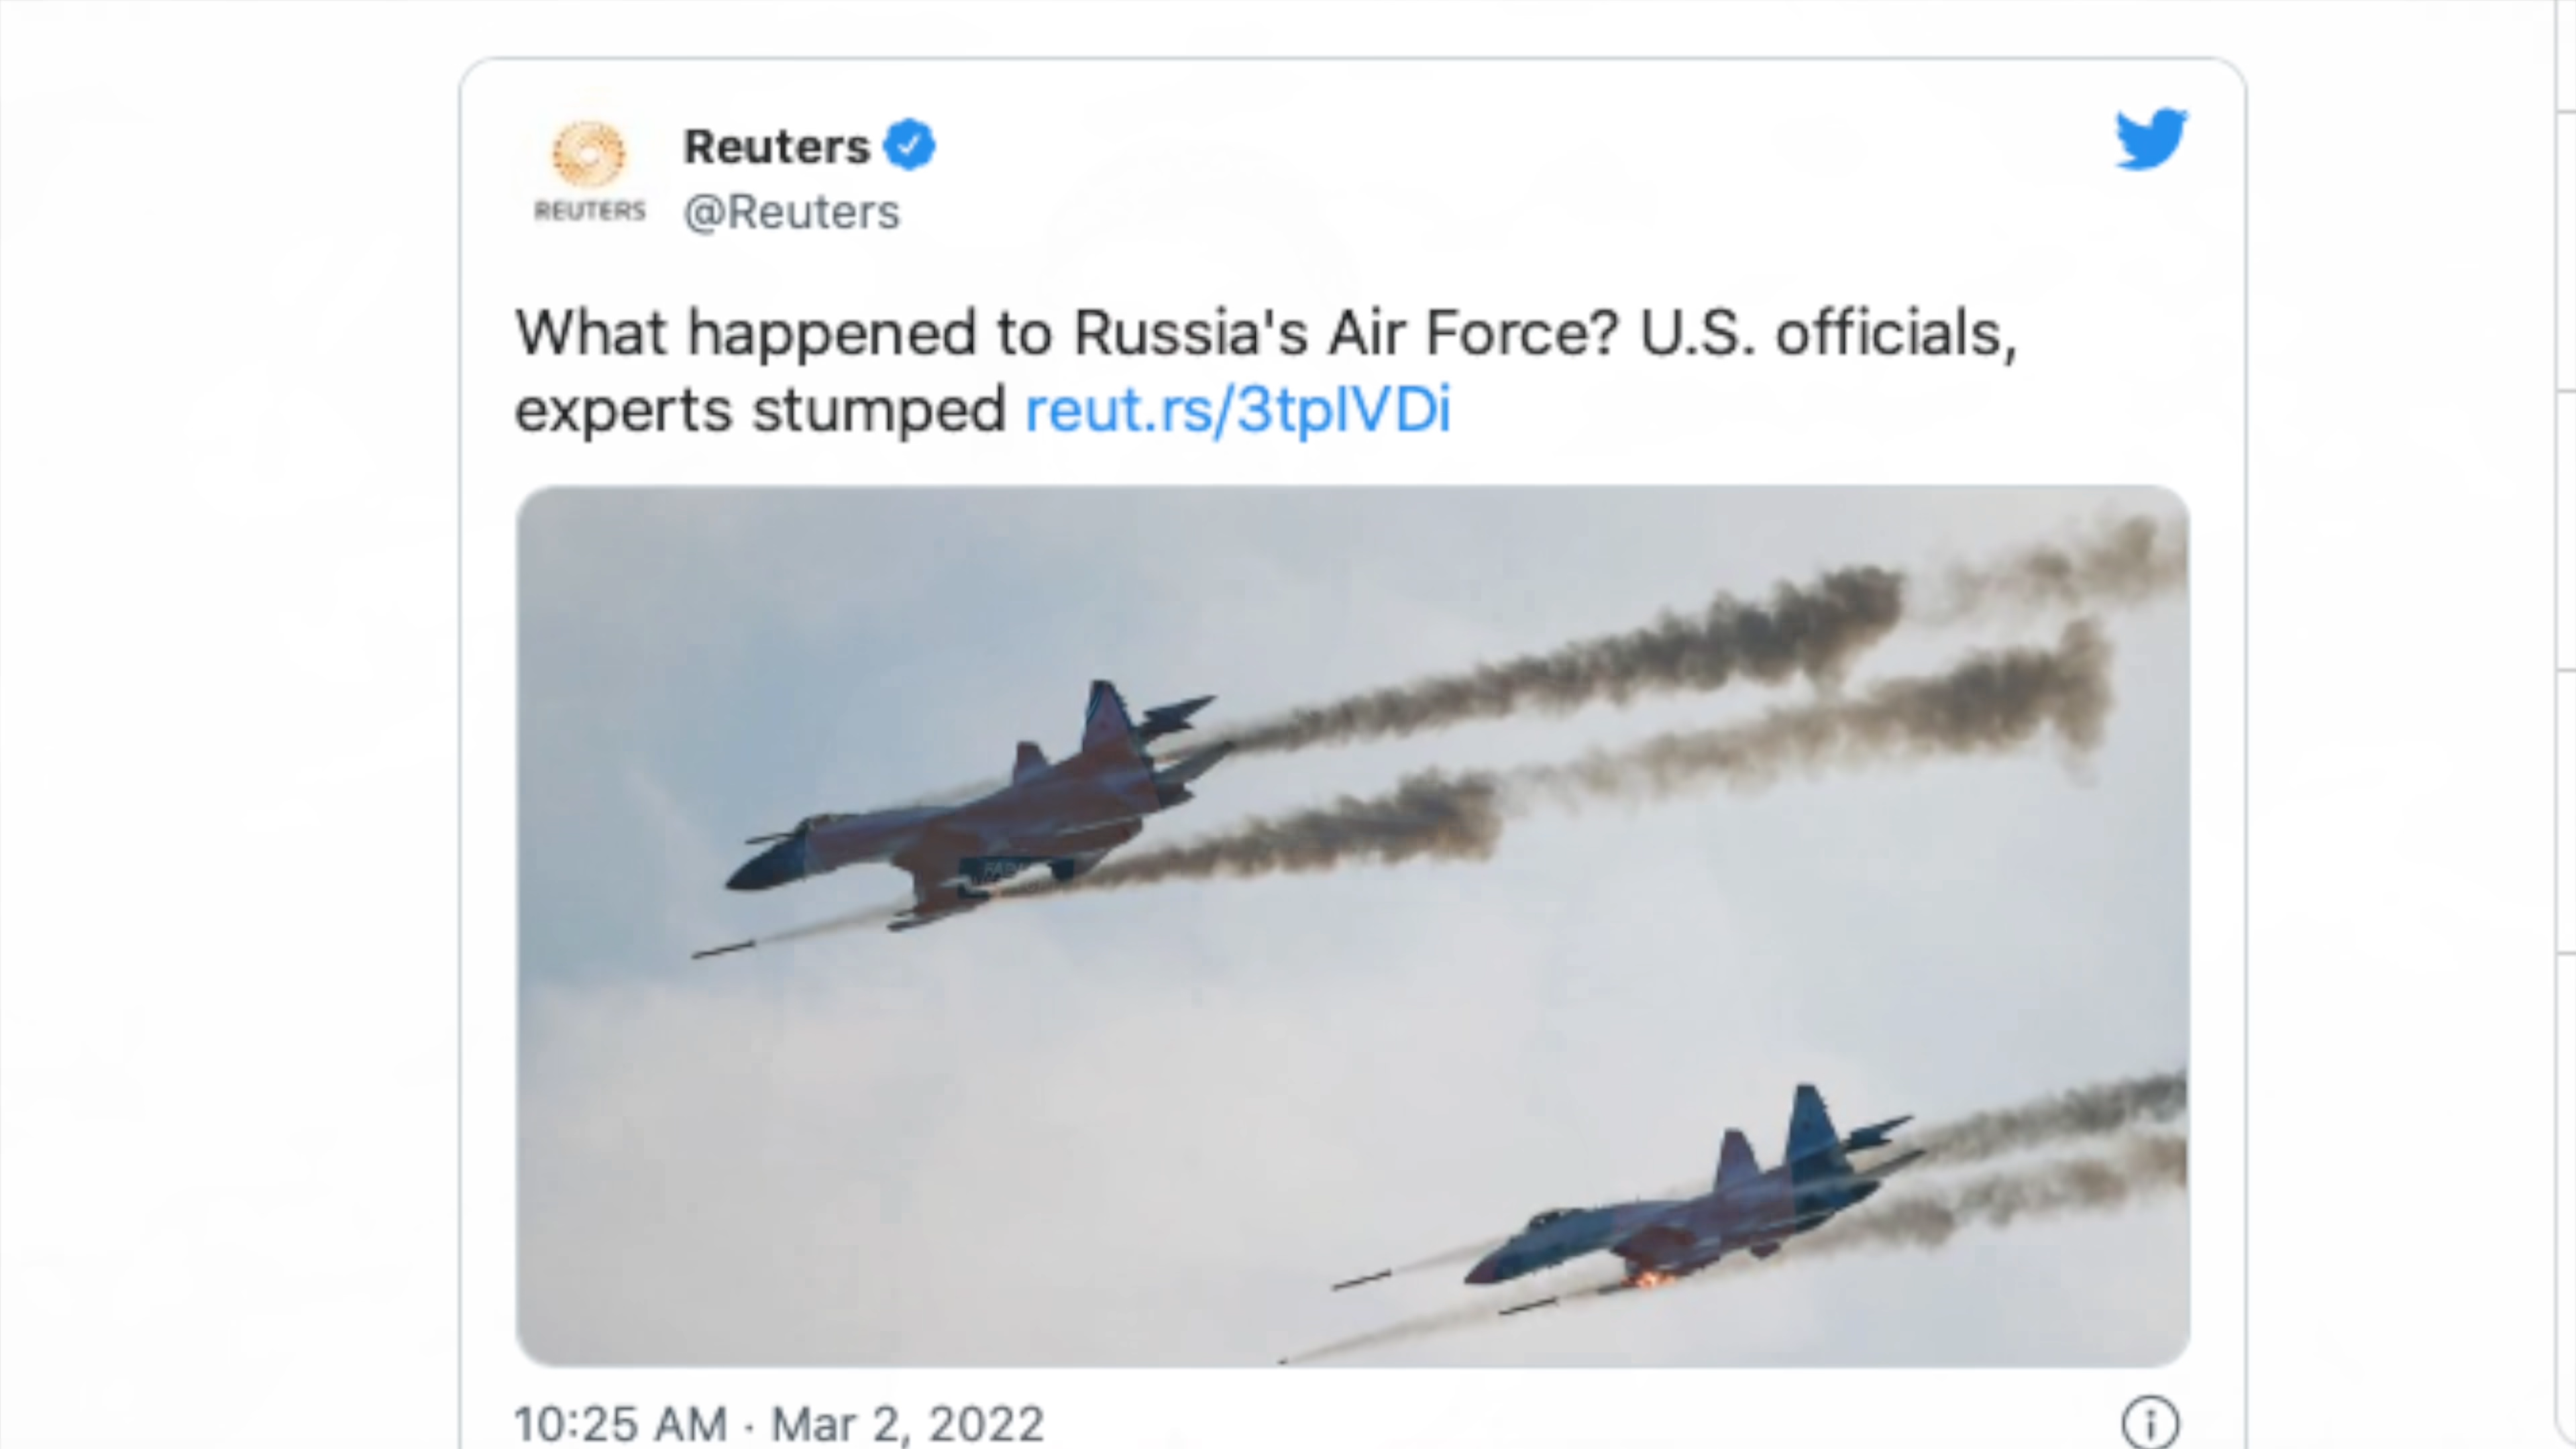 Reuters
REUTERS
@Reuters
What happened to Russia's Air Force? U.S. officials,
experts stumped reut.rs/3tplVDi
10:25 AM · Mar 2, 2022